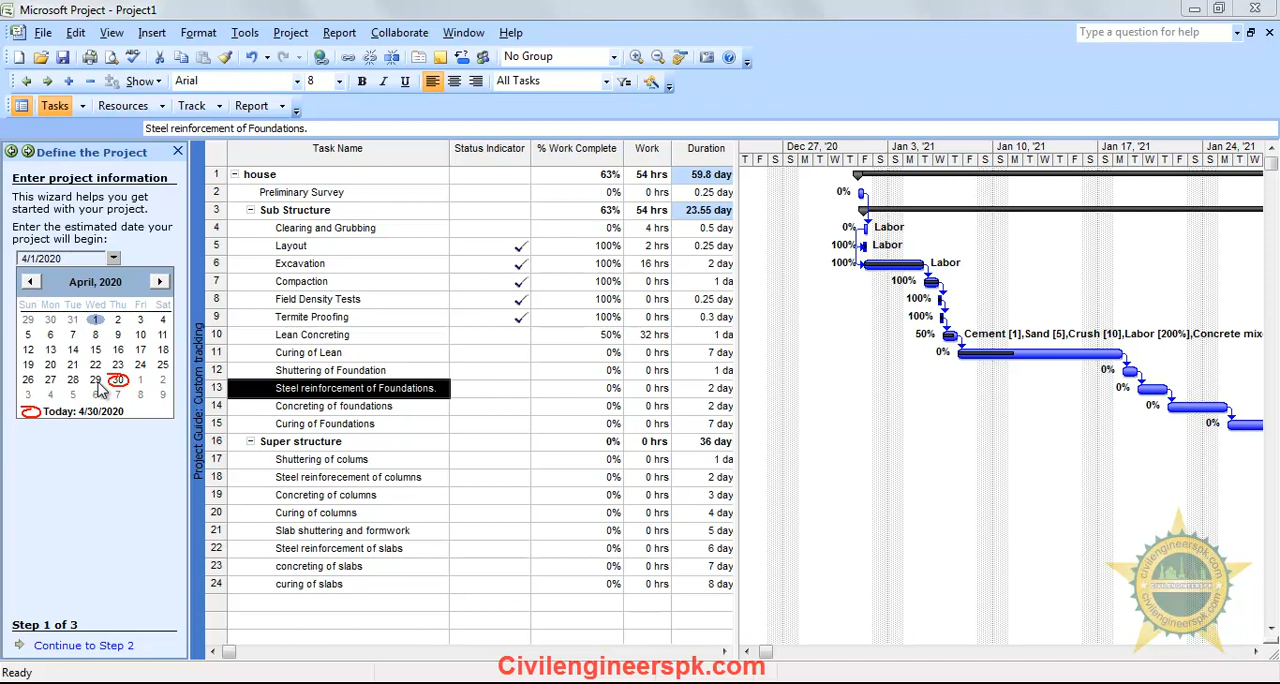 Microsoft Project - Project1
File Edit View Insert Format Tools Project Report Collaborate Window Help
Type a question for help
No Group
Show Arial 8 B I U All Tasks
Tasks Resources Track Report
Steel reinforcement of Foundations.
Define the Project
Enter project information
This wizard helps you get
started with your project.
Enter the estimated date your
project will begin:
4/1/2020
April, 2020
Sun Mon Tue Wed Thu Fri Sat
29 30 31 1 2 3 4
5 6 7 8 9 10 11
12 13 14 15 16 17 18
19 20 21 22 23 24 25
26 27 28 29 30 1 2
3 4 5 6 7 8 9
Today: 4/30/2020
Step 1 of 3
Continue to Step 2
Ready
Project Guide: Custom tracking
Task Name Status Indicator % Work Complete Work Duration
1 house 63% 54 hrs 59.8 day
2 Preliminary Survey 0% 0 hrs 0.25 day
3 Sub Structure 63% 54 hrs 23.55 day
4 Clearing and Grubbing 0% 4 hrs 0.5 day
5 Layout 100% 2 hrs 0.25 day
6 Excavation 100% 16 hrs 2 day
7 Compaction 100% 0 hrs 1 day
8 Field Density Tests 100% 0 hrs 0.25 day
9 Termite Proofing 100% 0 hrs 0.3 day
10 Lean Concreting 50% 32 hrs 1 da
11 Curing of Lean 0% 0 hrs 7 day
12 Shuttering of Foundation 0% 0 hrs 1 day
13 Steel reinforcement of Foundations. 0% 0 hrs 2 day
14 Concreting of foundations 0% 0 hrs 2 day
15 Curing of Foundations 0% 0 hrs 7 day
16 Super structure 0% 0 hrs 36 day
17 Shuttering of colums 0% 0 hrs 1 da
18 Steel reinforecement of columns 0% 0 hrs 2 day
19 Concreting of columns 0% 0 hrs 3 day
20 Curing of columns 0% 0 hrs 4 day
21 Slab shuttering and formwork 0% 0 hrs 5 day
22 Steel reinforcement of slabs 0% 0 hrs 6 day
23 concreting of slabs 0% 0 hrs 7 day
24 curing of slabs 0% 0 hrs 8 day
Dec 27, '20 Jan 3, '21 Jan 10, '21 Jan 17, '21 Jan 24, '21
T F S S M T W T F S S M T W T F S S M T W T F S S M T W T F S S M T W
0%
0% Labor
100% Labor
100% Labor
100%
100%
100%
50% Cement [1],Sand [5],Crush [10],Labor [200%],Concrete mix
0%
0%
0%
0%
civilengineerspk.com
CIVILENGINEERSPK
civilengineerspk.com
Civilengineerspk.com